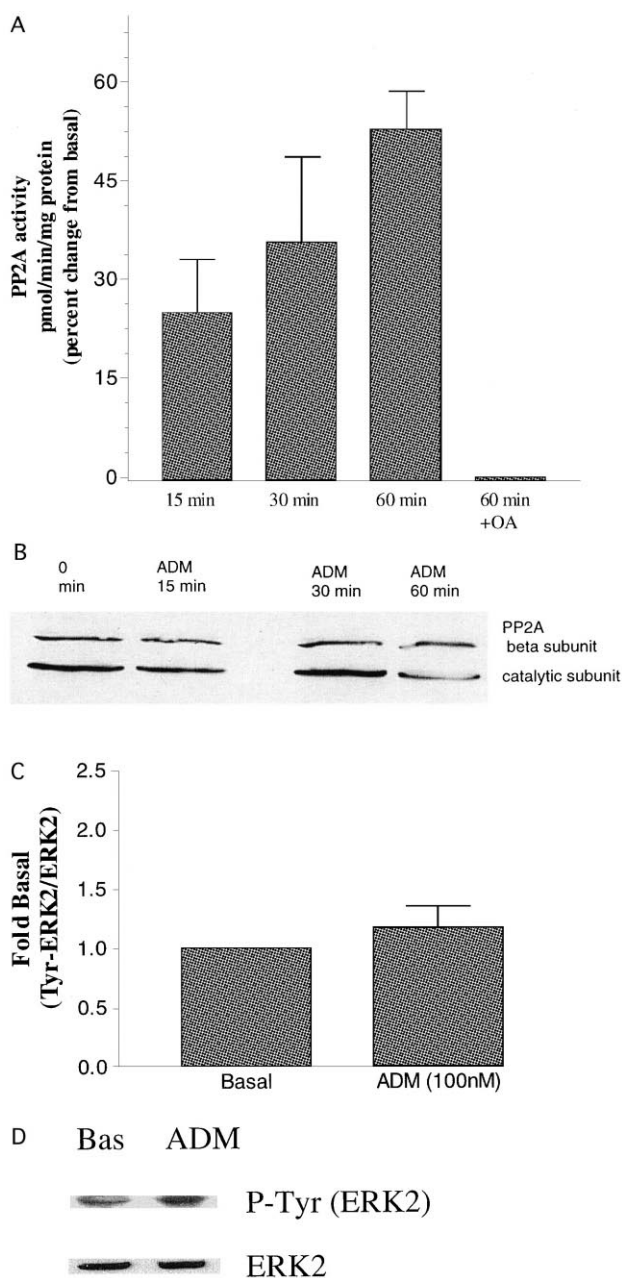 A
PP2A activity
pmol/min/mg protein
(percent change from basal)
60
45
30
15
0
15 min
30 min
60 min
60 min
+OA
B
0
min
ADM
15 min
ADM
30 min
ADM
60 min
PP2A
beta subunit
catalytic subunit
C
Fold Basal
(Tyr-ERK2/ERK2)
2.5
2.0
1.5
1.0
0.5
0.0
Basal
ADM (100nM)
D
Bas
ADM
P-Tyr (ERK2)
ERK2